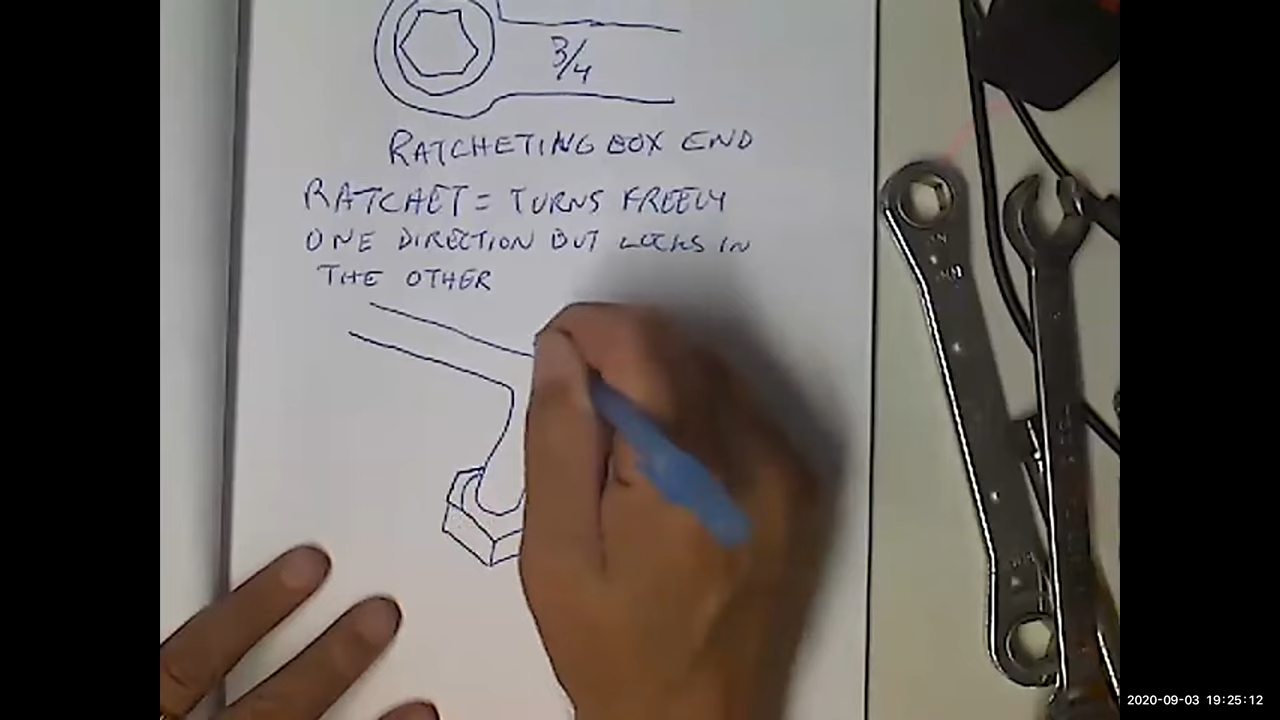 3/4
RATCHETING BOX END
RATCHET = TURNS FREELY
ONE DIRECTION BUT LOCKS IN
THE OTHER
2020-09-03 19:25:12